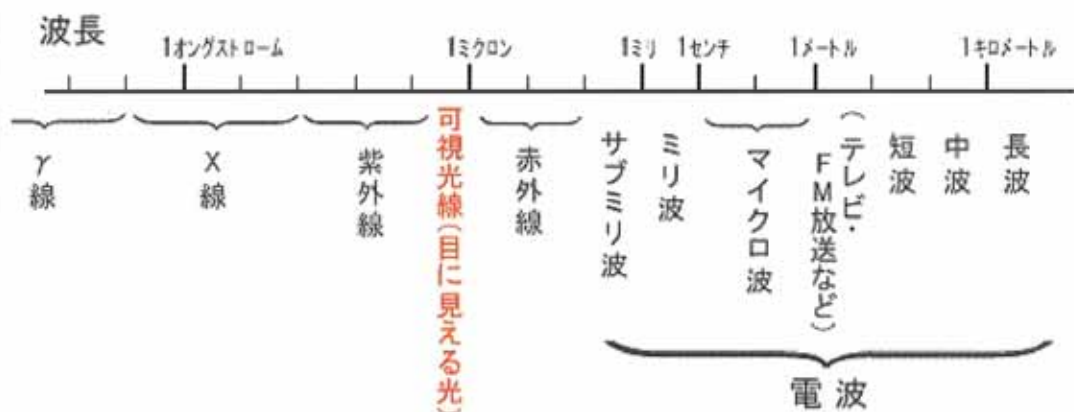 波長
1オングストローム
1ミクロン
1ミリ
1センチ
1メートル
1キロメートル
γ線
X線
紫外線
可視光線(目に見える光)
赤外線
サブミリ波
ミリ波
マイクロ波
(テレビ・
FM放送など)
短波
中波
長波
電波